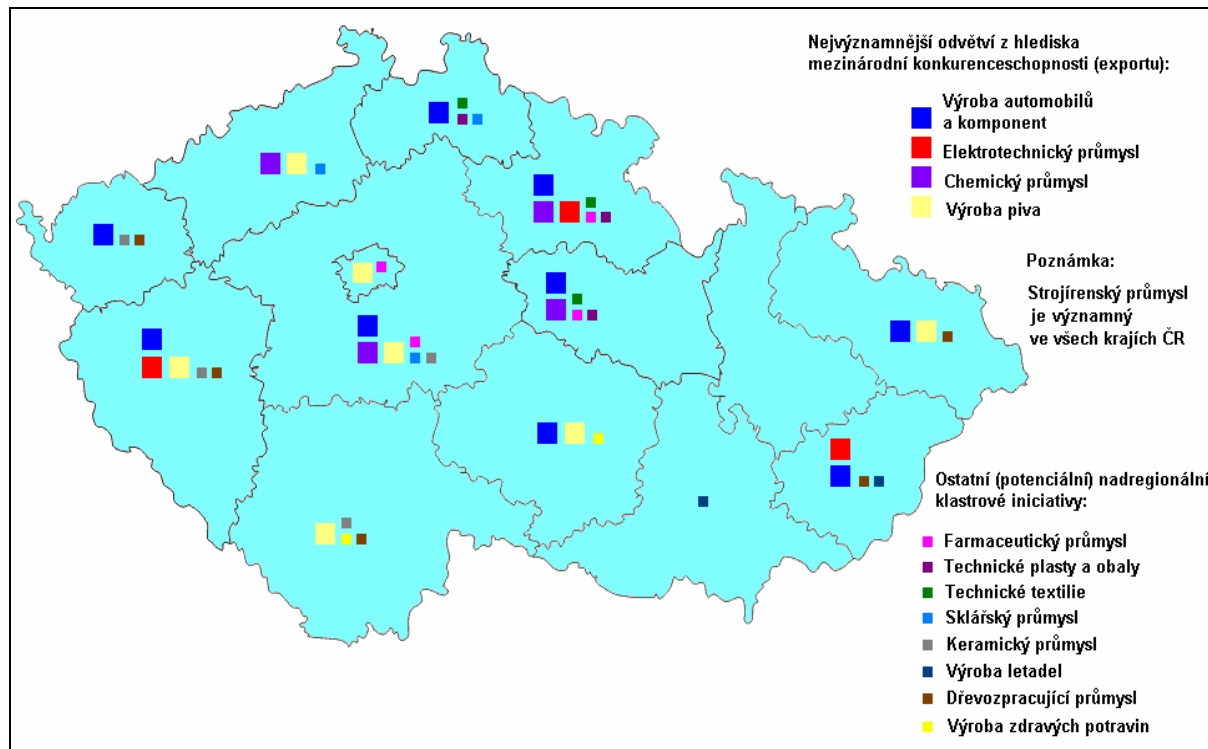 Nejvýznamnější odvětví z hlediska
mezinárodní konkurenceschopnosti (exportu):
Výroba automobilů
a komponent
Elektrotechnický průmysl
Chemický průmysl
Výroba piva
Poznámka:
Strojírenský průmysl
je významný
ve všech krajích ČR
Ostatní (potenciální) nadregionální
klastrové iniciativy:
Farmaceutický průmysl
Technické plasty a obaly
Technické textilie
Sklářský průmysl
Keramický průmysl
Výroba letadel
Dřevozpracující průmysl
Výroba zdravých potravin